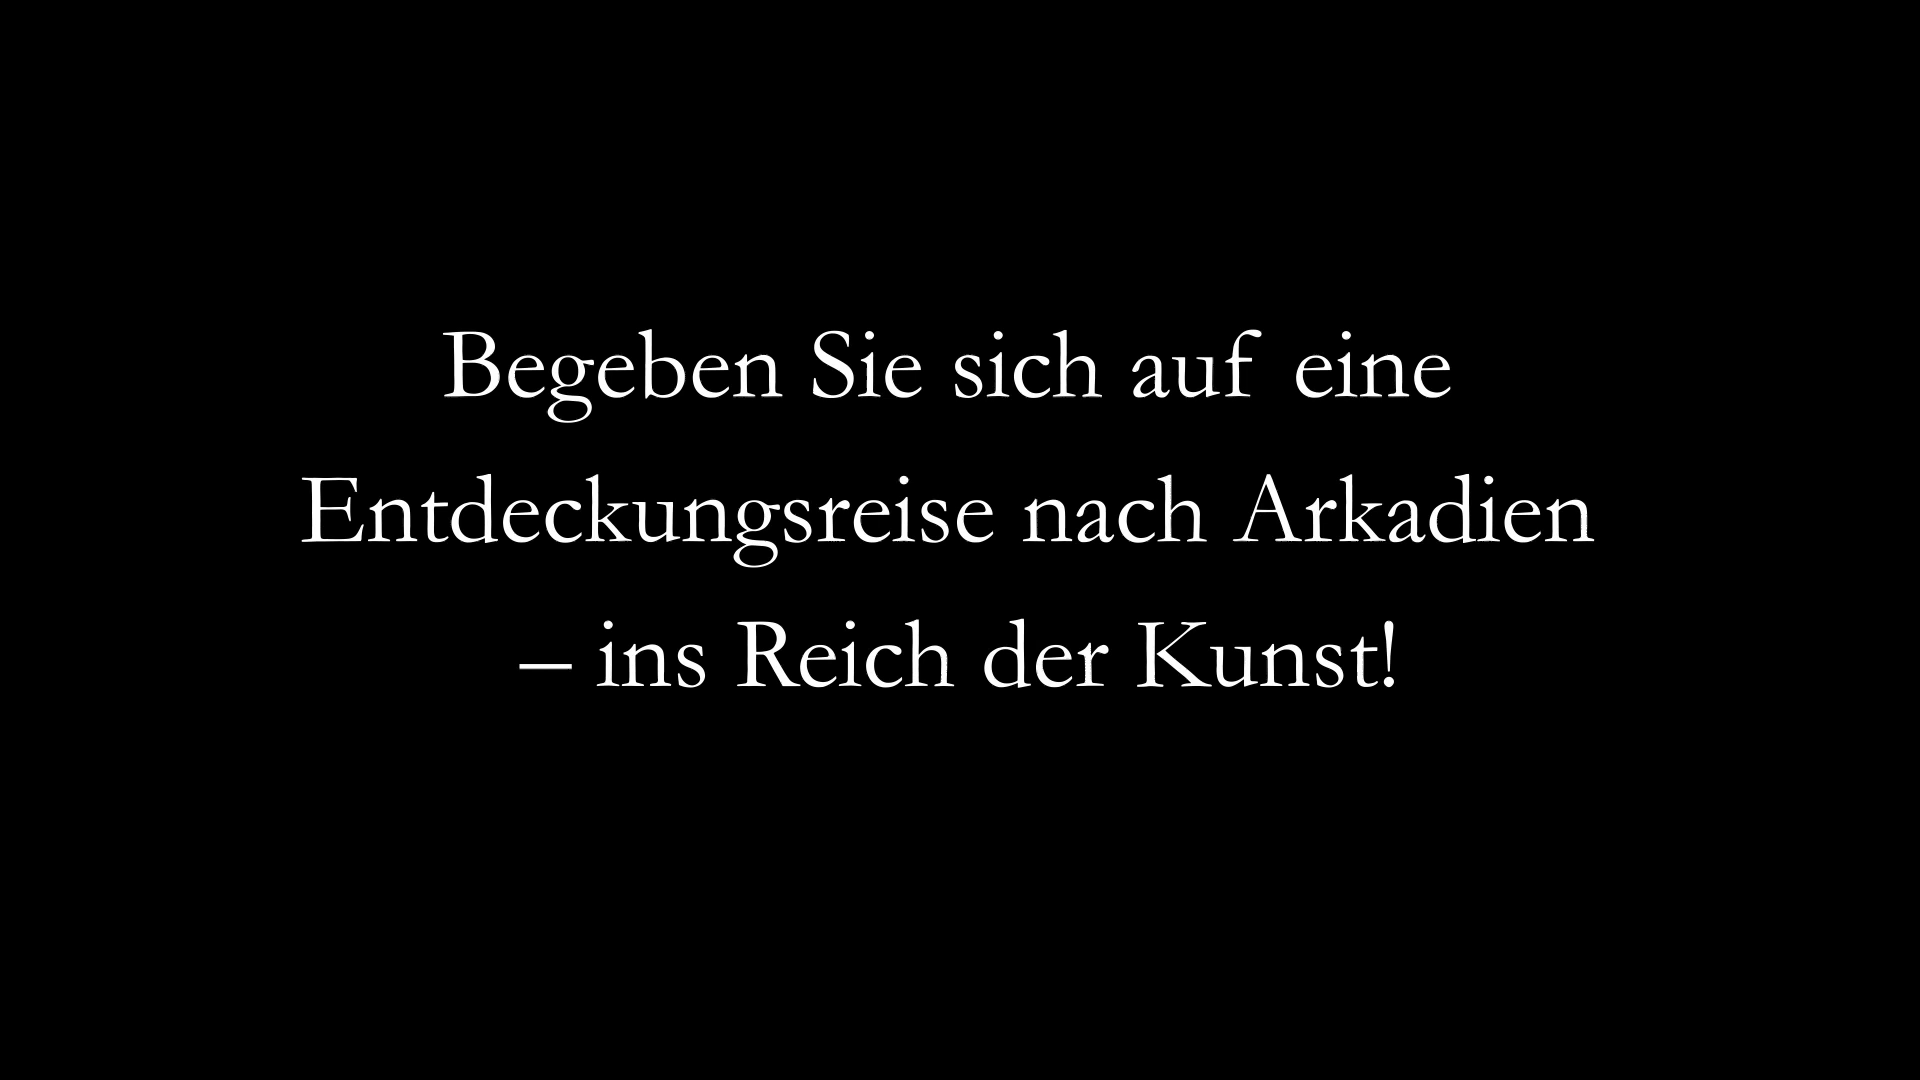 Begeben Sie sich auf eine
Entdeckungsreise nach Arkadien
– ins Reich der Kunst!